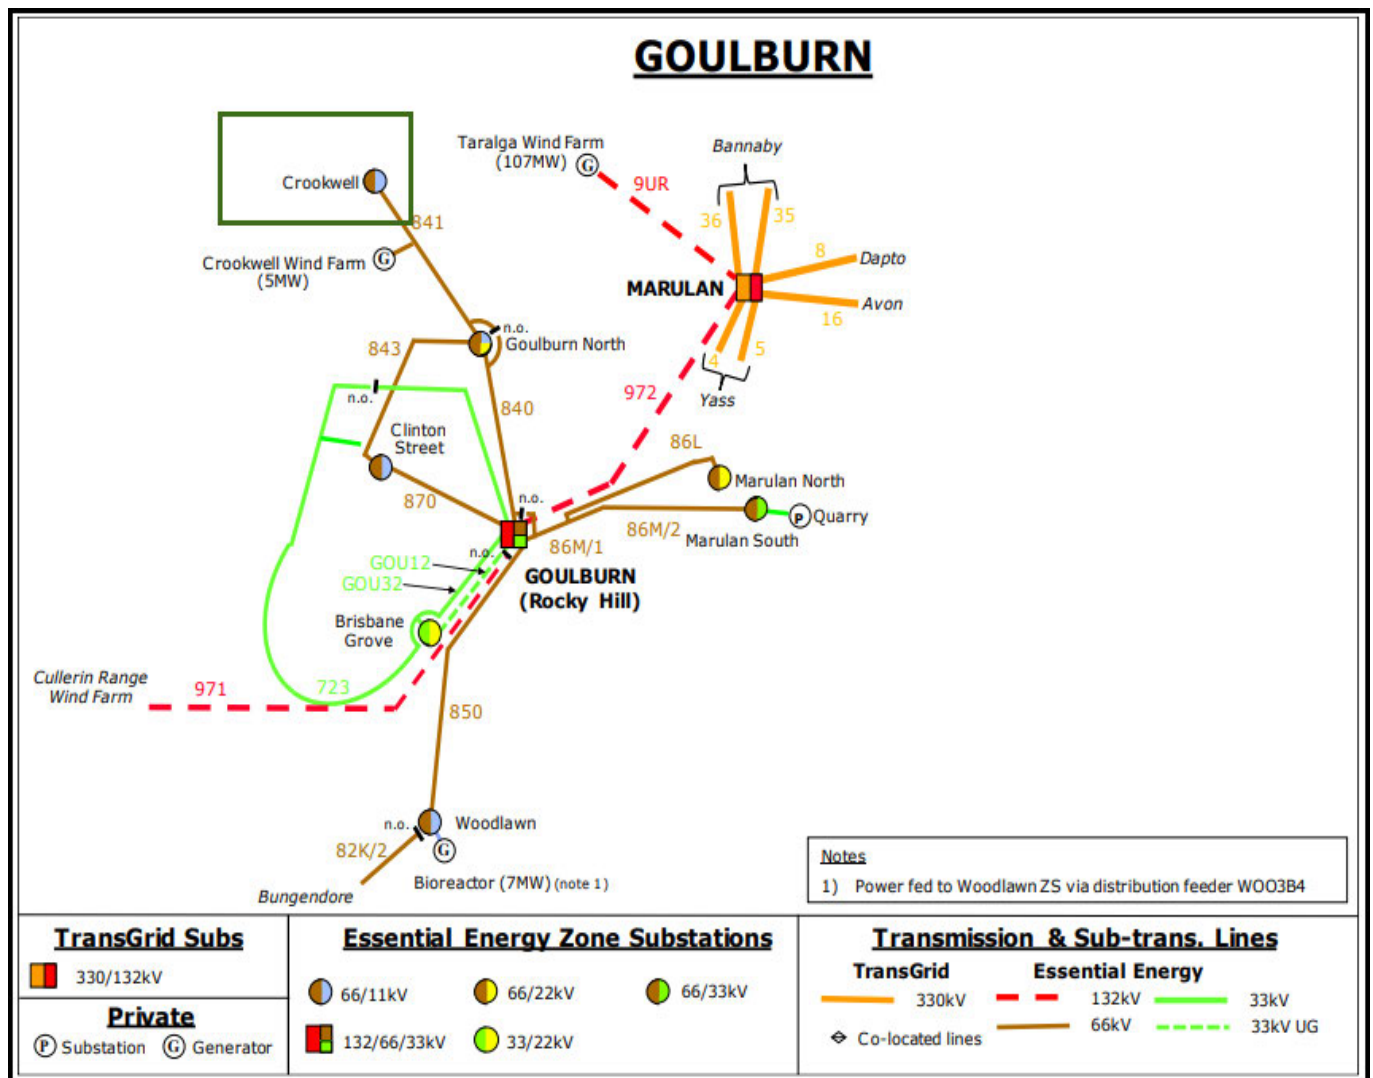 GOULBURN
Taralga Wind Farm
(107MW)
G
Bannaby
9UR
36
35
Crookwell
841
8
Dapto
Crookwell Wind Farm
(5MW)
G
MARULAN
Avon
16
n.o.
Goulburn North
843
4
5
Yass
n.o.
972
840
Clinton
Street
86L
870
Marulan North
n.o.
86M/2
P
Quarry
Marulan South
86M/1
n.o.
GOU12
GOU32
GOULBURN
(Rocky Hill)
Brisbane
Grove
Cullerin Range
Wind Farm
971
723
850
n.o.
Woodlawn
82K/2
G
Bioreactor (7MW) (note 1)
Bungendore
Notes
1) Power fed to Woodlawn ZS via distribution feeder WOO3B4
TransGrid Subs
330/132kV
Private
P Substation G Generator
Essential Energy Zone Substations
66/11kV
66/22kV
66/33kV
132/66/33kV
33/22kV
Transmission & Sub-trans. Lines
TransGrid
Essential Energy
330kV
132kV
33kV
Co-located lines
66kV
33kV UG